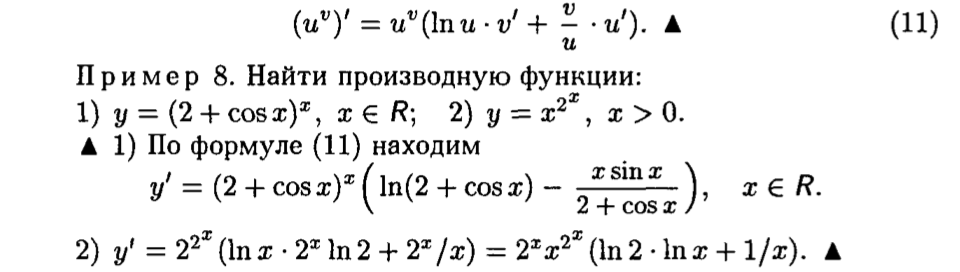 (u^v)' = u^v(ln u · v' + v/u · u'). ▲ (11)
Пример 8. Найти производную функции:
1) y = (2 + cos x)^x, x ∈ R; 2) y = x^{2^x}, x > 0.
▲ 1) По формуле (11) находим
y' = (2 + cos x)^x ( ln(2 + cos x) − x sin x / 2 + cos x ), x ∈ R.
2) y' = 2^{2^x} (ln x · 2^x ln 2 + 2^x/x) = 2^x x^{2^x} (ln 2 · ln x + 1/x). ▲